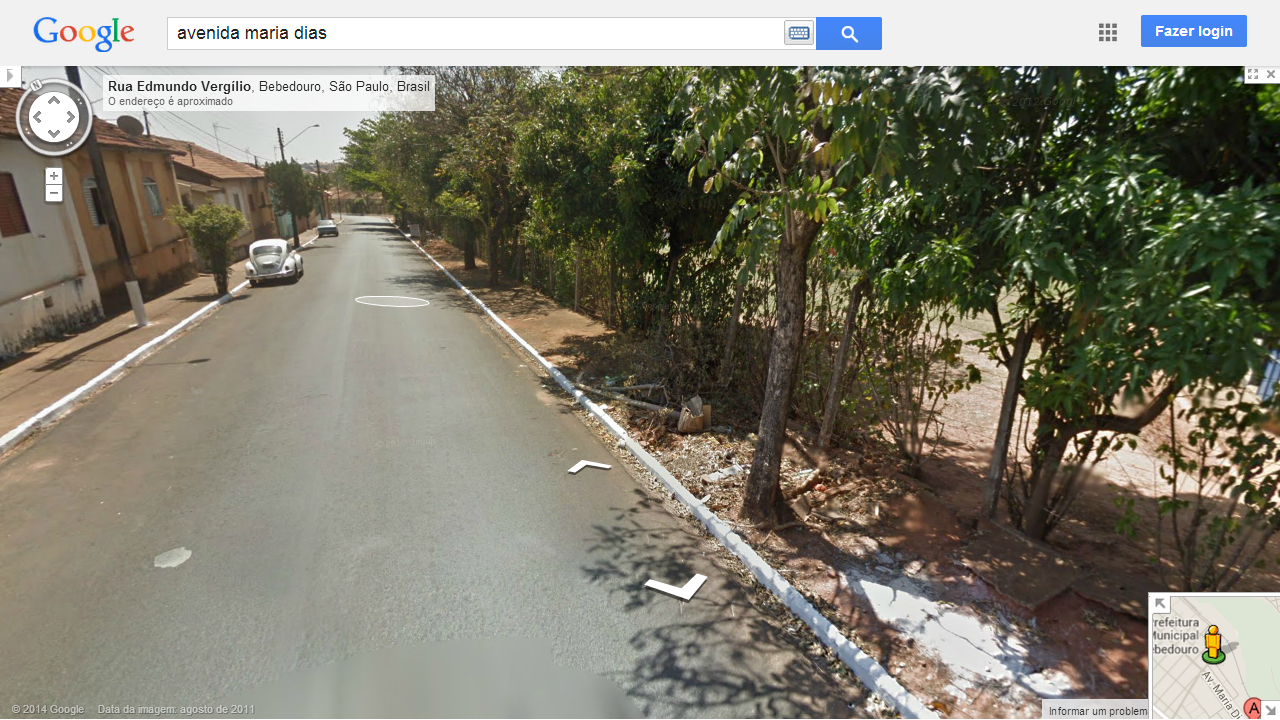 Google
avenida maria dias
Fazer login
Rua Edmundo Vergílio, Bebedouro, São Paulo, Brasil
O endereço é aproximado
N
+
−
refeitura
Municipal
ebedouro
Av. Maria D
A
© 2014 Google
Data da imagem: agosto de 2011
Informar um problem